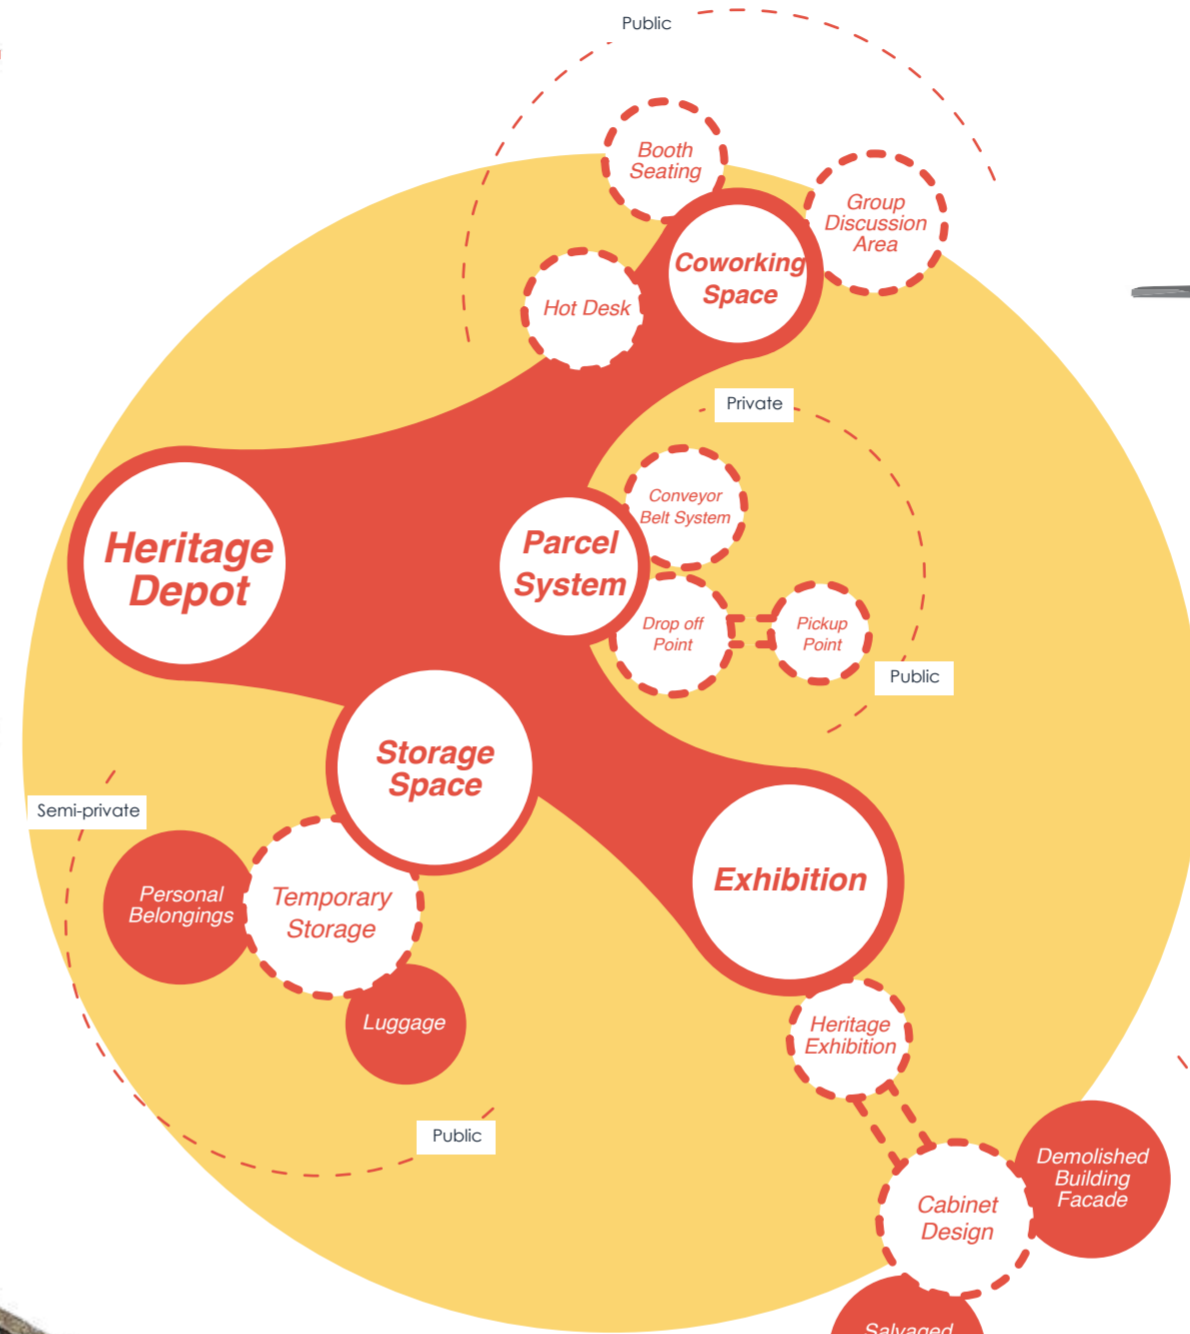 Public
Booth
Seating
Group
Discussion
Area
Coworking
Space
Hot Desk
Private
Conveyor
Belt System
Heritage
Depot
Parcel
System
Drop off
Point
Pickup
Point
Public
Storage
Space
Semi-private
Exhibition
Personal
Belongings
Temporary
Storage
Luggage
Heritage
Exhibition
Public
Demolished
Building
Facade
Cabinet
Design
Salvaged